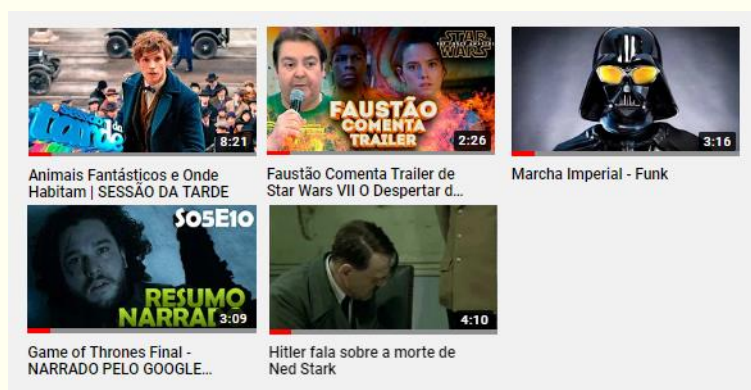 8:21
STAR WARS
FAUSTÃO
COMENTA
TRAILER
2:26
3:16
Animais Fantásticos e Onde
Habitam | SESSÃO DA TARDE
Faustão Comenta Trailer de
Star Wars VII O Despertar d...
Marcha Imperial - Funk
S05E10
RESUMO
3:09
4:10
Game of Thrones Final -
NARRADO PELO GOOGLE...
Hitler fala sobre a morte de
Ned Stark